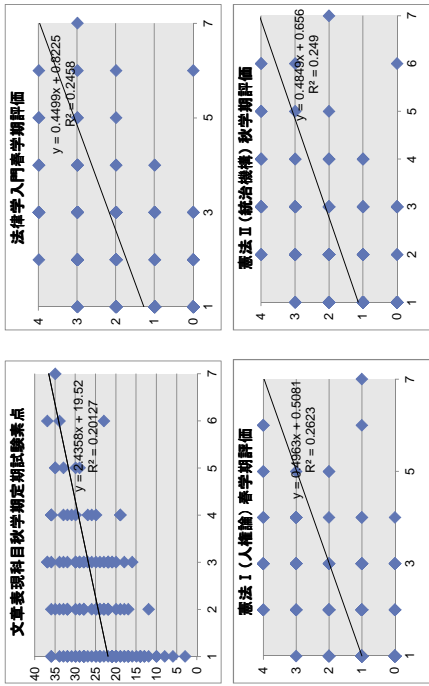 文章表現科目秋学期定期試験素点
40
35
30
25
20
15
10
5
0
y = 2.4358x + 19.52
R² = 0.20127
1 2 3 4 5 6 7
法律学入門春学期評価
4
3
2
1
0
y = 0.4499x + 0.8225
R² = 0.2458
1 3 5 7
憲法Ⅰ(人権論)春学期評価
4
3
2
1
0
y = 0.4963x + 0.5081
R² = 0.2623
1 3 5 7
憲法Ⅱ(統治機構)秋学期評価
4
3
2
1
0
y = 0.4849x + 0.656
R² = 0.249
1 2 3 4 5 6 7